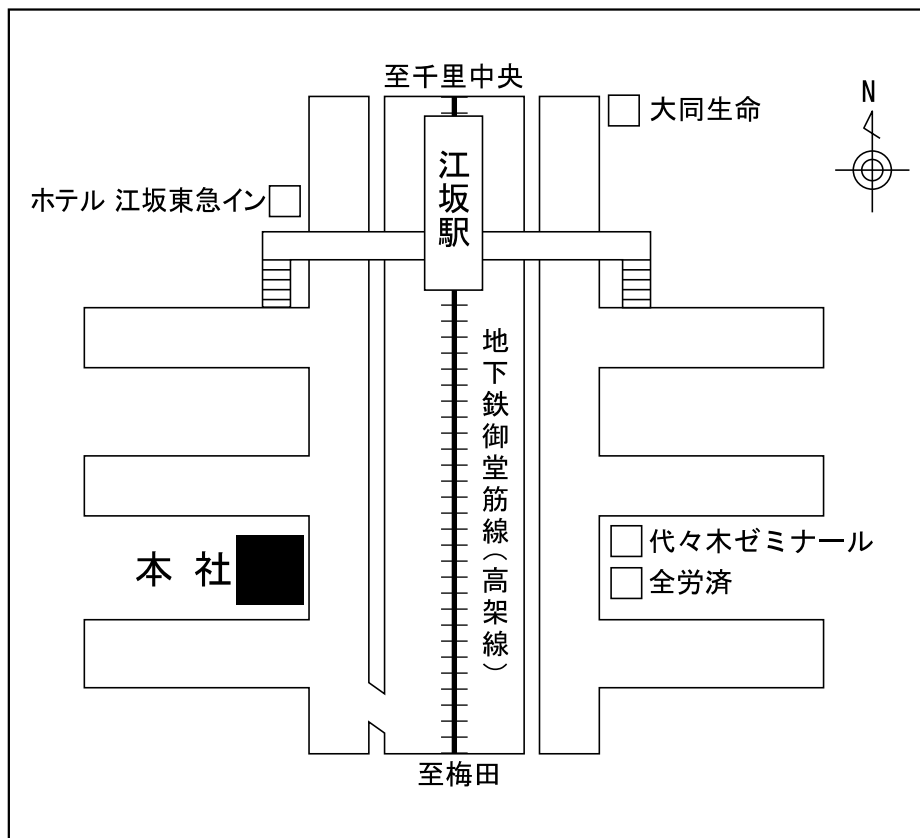 至千里中央
N
大同生命
江坂駅
ホテル 江坂東急イン
地下鉄御堂筋線(高架線)
本 社
代々木ゼミナール
全労済
至梅田